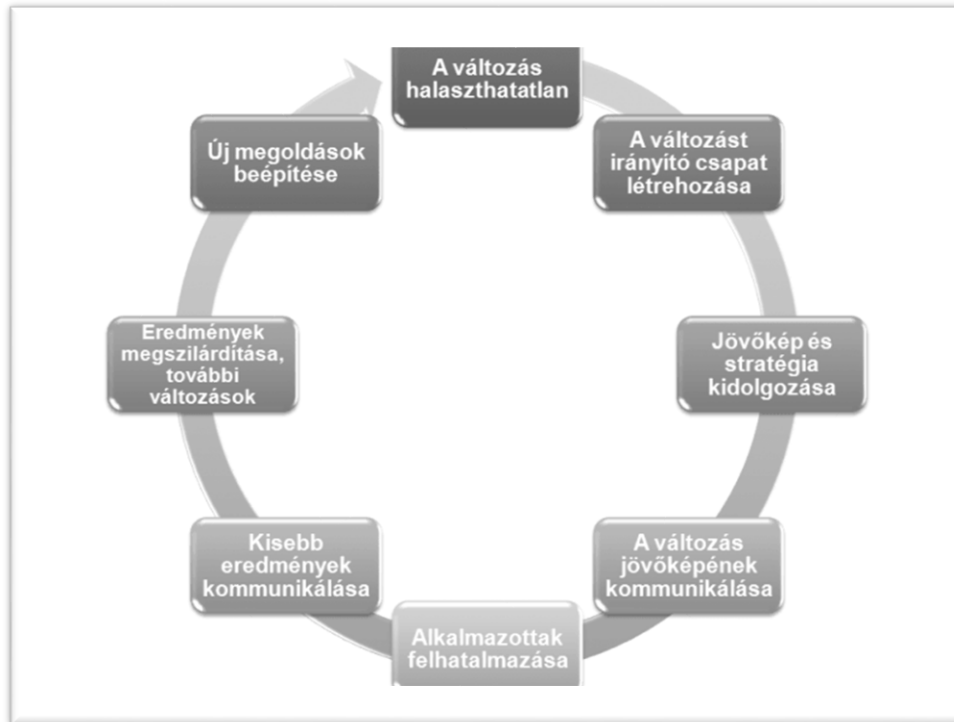 A változás
halaszthatatlan
A változást
irányító csapat
létrehozása
Jövőkép és
stratégia
kidolgozása
A változás
jövőképének
kommunikálása
Alkalmazottak
felhatalmazása
Kisebb
eredmények
kommunikálása
Eredmények
megszilárdítása,
további
változások
Új megoldások
beépítése